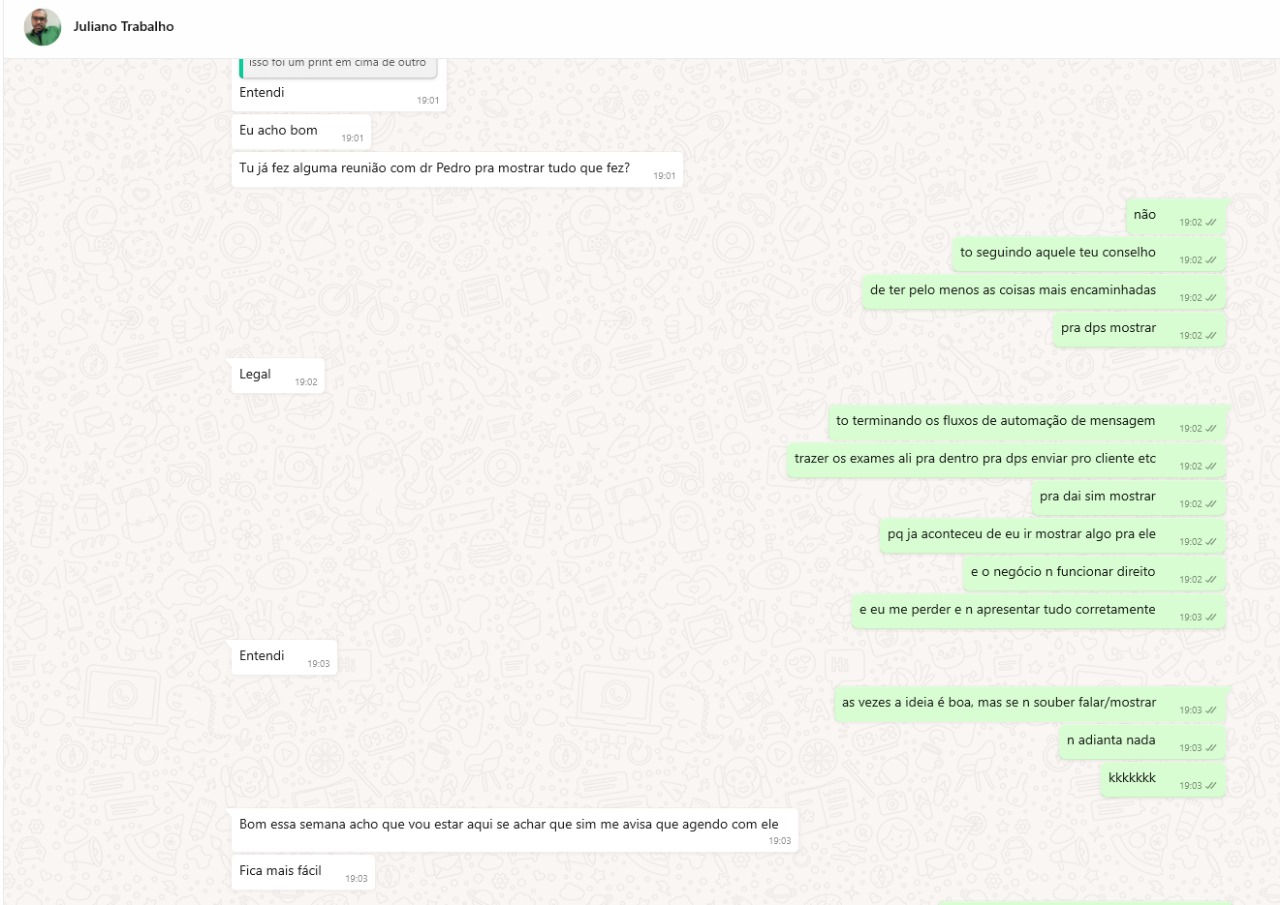 Juliano Trabalho
isso foi um print em cima de outro
Entendi
19:01
Eu acho bom
19:01
Tu já fez alguma reunião com dr Pedro pra mostrar tudo que fez?
19:01
não
19:02
to seguindo aquele teu conselho
19:02
de ter pelo menos as coisas mais encaminhadas
19:02
pra dps mostrar
19:02
Legal
19:02
to terminando os fluxos de automação de mensagem
19:02
trazer os exames ali pra dentro pra dps enviar pro cliente etc
19:02
pra dai sim mostrar
19:02
pq ja aconteceu de eu ir mostrar algo pra ele
19:02
e o negócio n funcionar direito
19:02
e eu me perder e n apresentar tudo corretamente
19:03
Entendi
19:03
as vezes a ideia é boa, mas se n souber falar/mostrar
19:03
n adianta nada
19:03
kkkkkkk
19:03
Bom essa semana acho que vou estar aqui se achar que sim me avisa que agendo com ele
19:03
Fica mais fácil
19:03